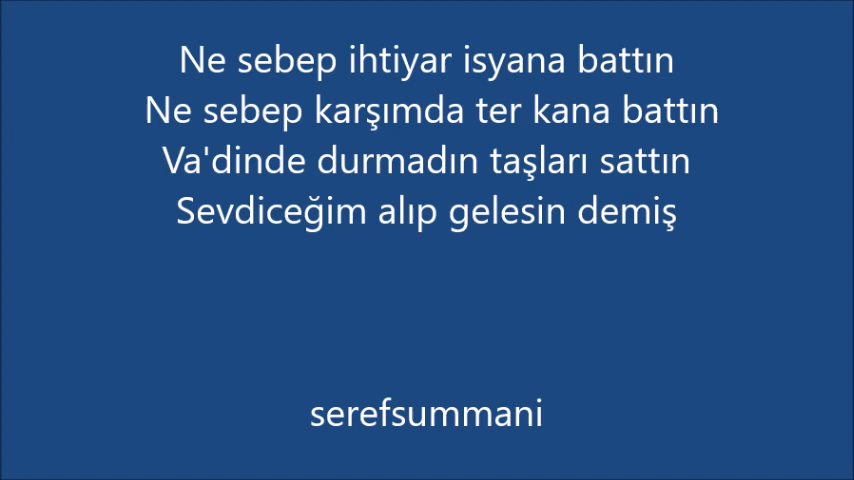 Ne sebep ihtiyar isyana battın
Ne sebep karşımda ter kana battın
Va'dinde durmadın taşları sattın
Sevdiceğim alıp gelesin demiş
serefsummani